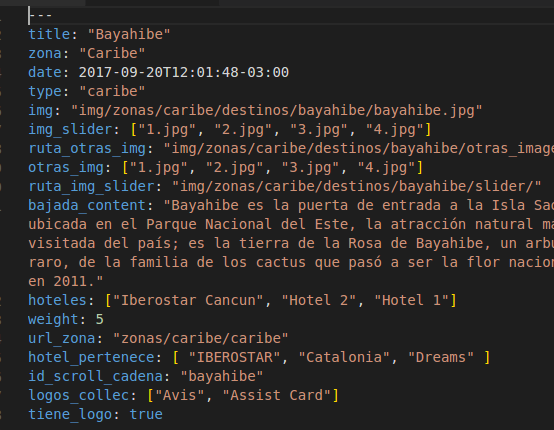 ---
title: "Bayahibe"
zona: "Caribe"
date: 2017-09-20T12:01:48-03:00
type: "caribe"
img: "img/zonas/caribe/destinos/bayahibe/bayahibe.jpg"
img_slider: ["1.jpg", "2.jpg", "3.jpg", "4.jpg"]
ruta_otras_img: "img/zonas/caribe/destinos/bayahibe/otras_image
otras_img: ["1.jpg", "2.jpg", "3.jpg", "4.jpg"]
ruta_img_slider: "img/zonas/caribe/destinos/bayahibe/slider/"
bajada_content: "Bayahibe es la puerta de entrada a la Isla Sao
ubicada en el Parque Nacional del Este, la atracción natural má
visitada del país; es la tierra de la Rosa de Bayahibe, un arbu
raro, de la familia de los cactus que pasó a ser la flor nacion
en 2011."
hoteles: ["Iberostar Cancun", "Hotel 2", "Hotel 1"]
weight: 5
url_zona: "zonas/caribe/caribe"
hotel_pertenece: [ "IBEROSTAR", "Catalonia", "Dreams" ]
id_scroll_cadena: "bayahibe"
logos_collec: ["Avis", "Assist Card"]
tiene_logo: true